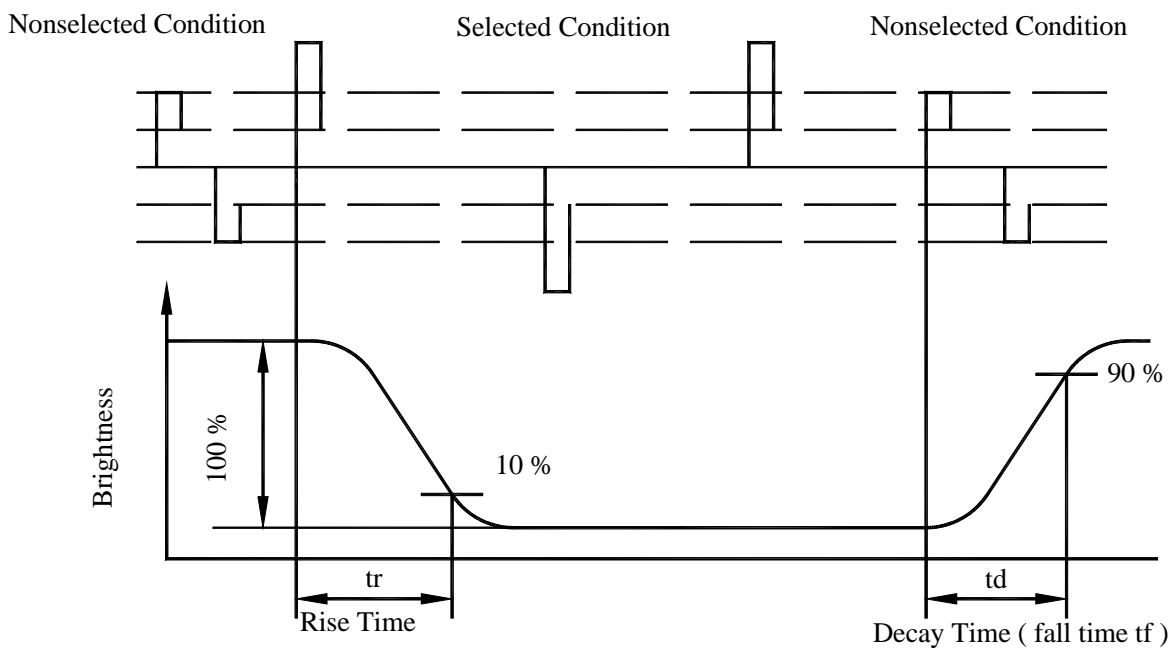 Nonselected Condition
Selected Condition
Nonselected Condition
Brightness
100 %
10 %
90 %
tr
Rise Time
td
Decay Time ( fall time tf )